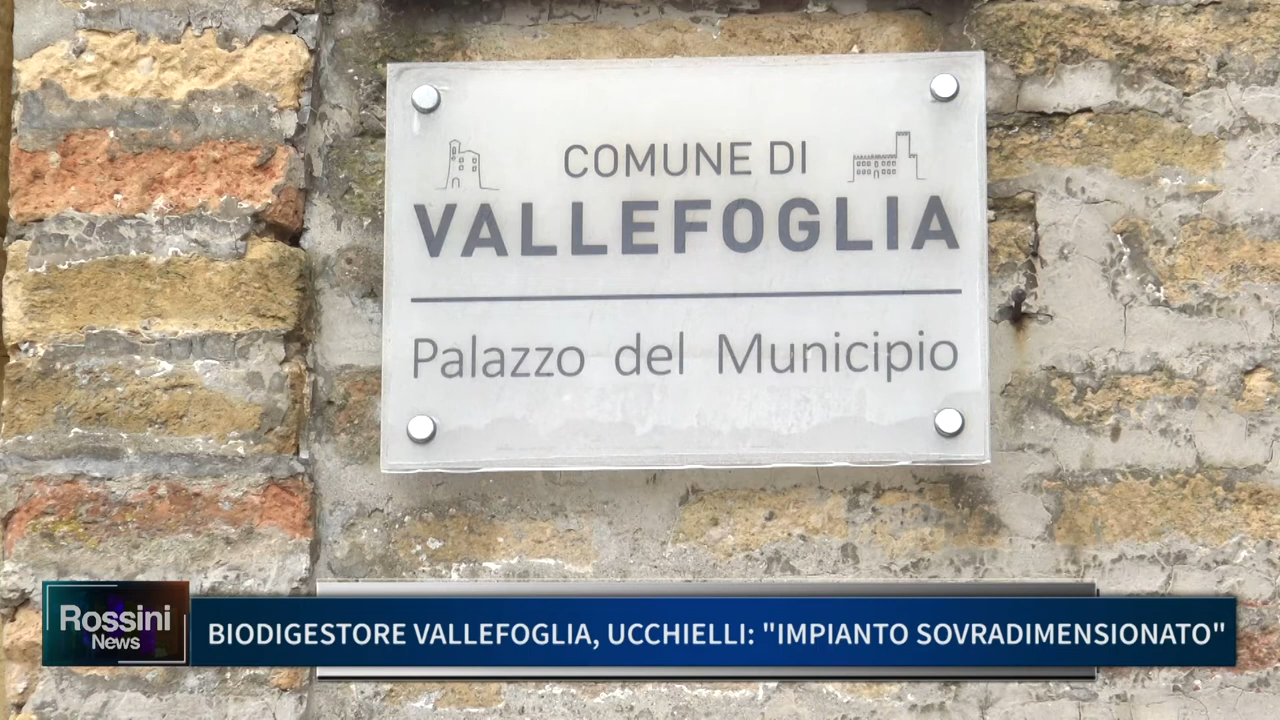 COMUNE DI
VALLEFOGLIA
Palazzo del Municipio
Rossini
News
BIODIGESTORE VALLEFOGLIA, UCCHIELLI: "IMPIANTO SOVRADIMENSIONATO"